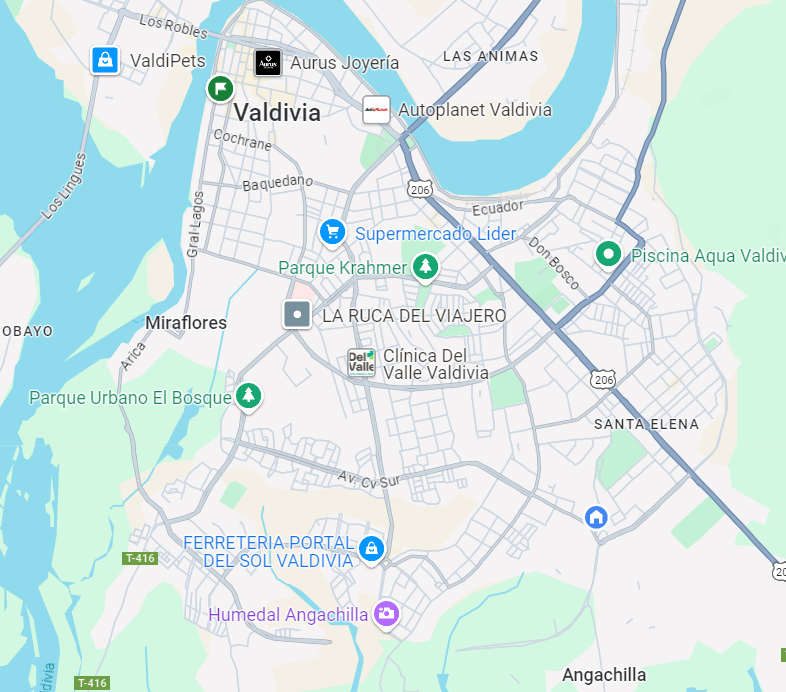 Los Robles
ValdiPets
Aurus
Aurus Joyería
LAS ANIMAS
Valdivia
Autoplanet Valdivia
Cochrane
Baquedano
Los Lingues
Gral Lagos
206
Ecuador
Supermercado Lider
Don Bosco
Parque Krahmer
Piscina Aqua Valdiv
LA RUCA DEL VIAJERO
Miraflores
OBAYO
Arica
Del
Valle
Clínica Del
Valle Valdivia
206
Parque Urbano El Bosque
SANTA ELENA
Av. Cv Sur
FERRETERIA PORTAL
DEL SOL VALDIVIA
T-416
20
Humedal Angachilla
Angachilla
T-416
divia